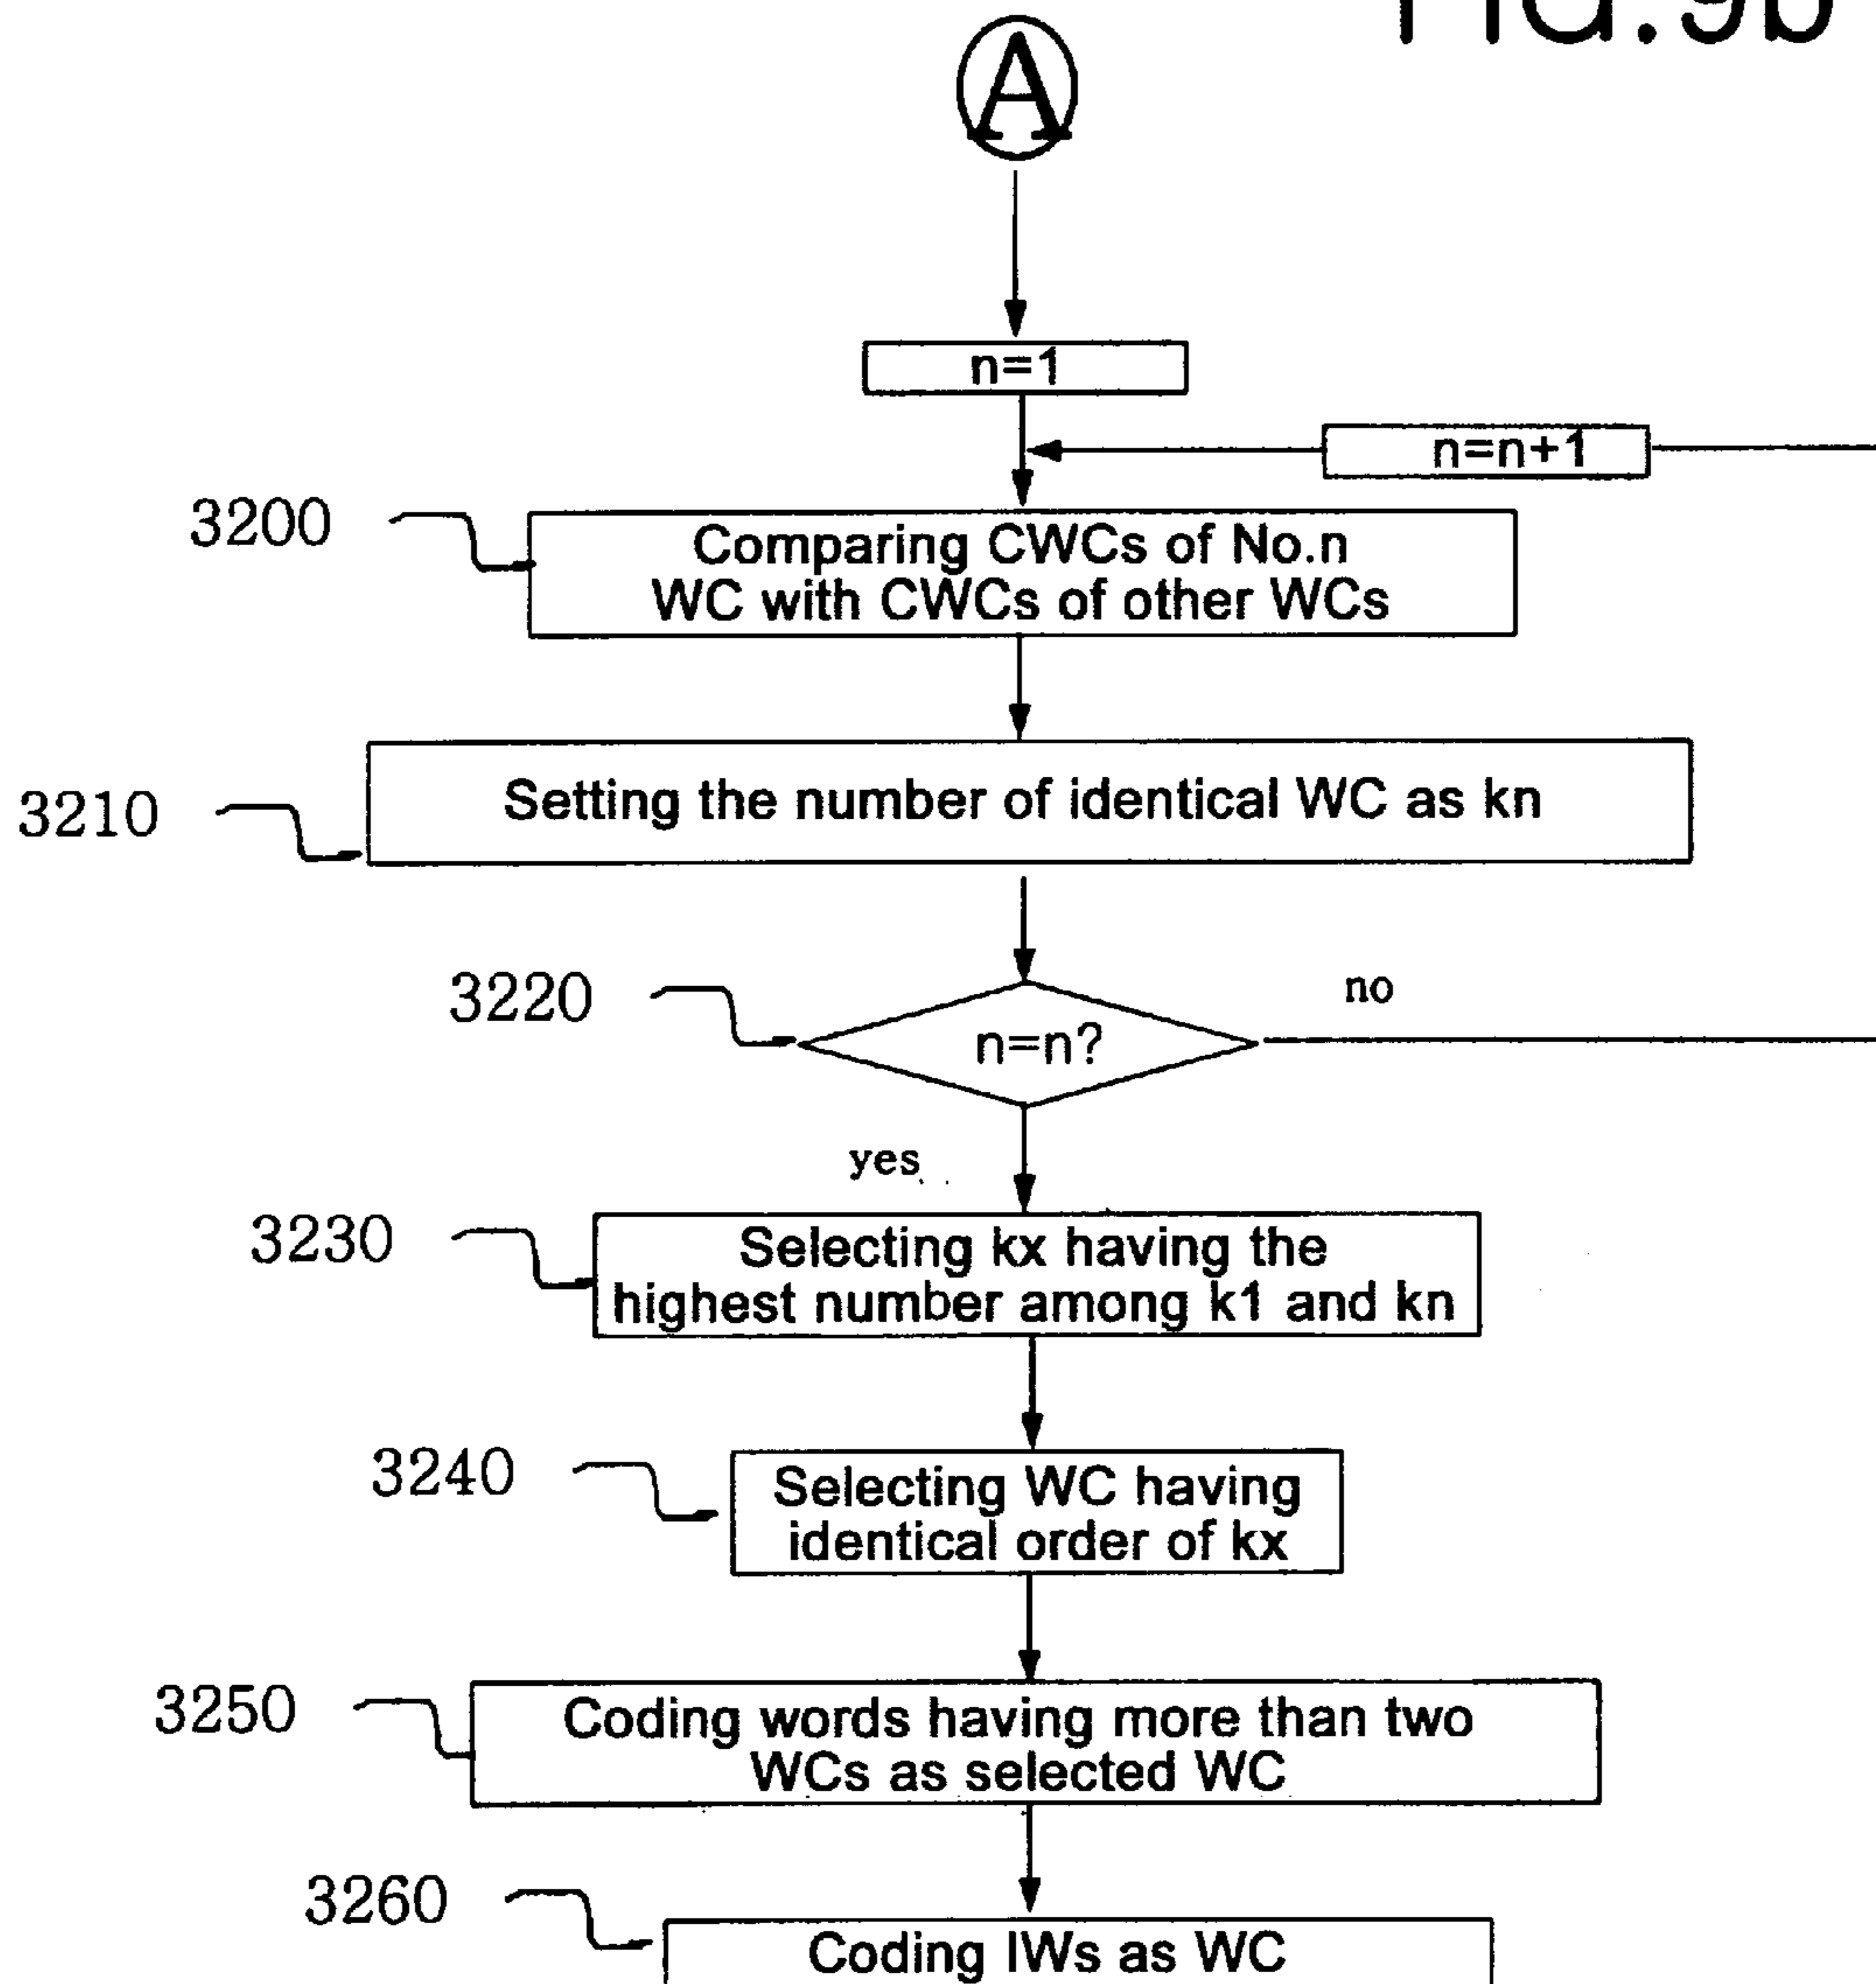 FIG.9b
A
n=1
n=n+1
3200
Comparing CWCs of No.n
WC with CWCs of other WCs
3210
Setting the number of identical WC as kn
3220
n=n?
no
yes
3230
Selecting kx having the
highest number among k1 and kn
3240
Selecting WC having
identical order of kx
3250
Coding words having more than two
WCs as selected WC
3260
Coding IWs as WC